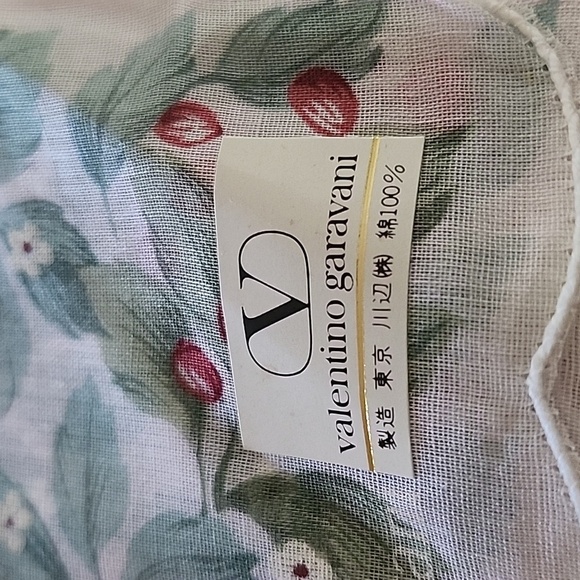 V
valentino garavani
製造 東京 川辺㈱ 綿100%